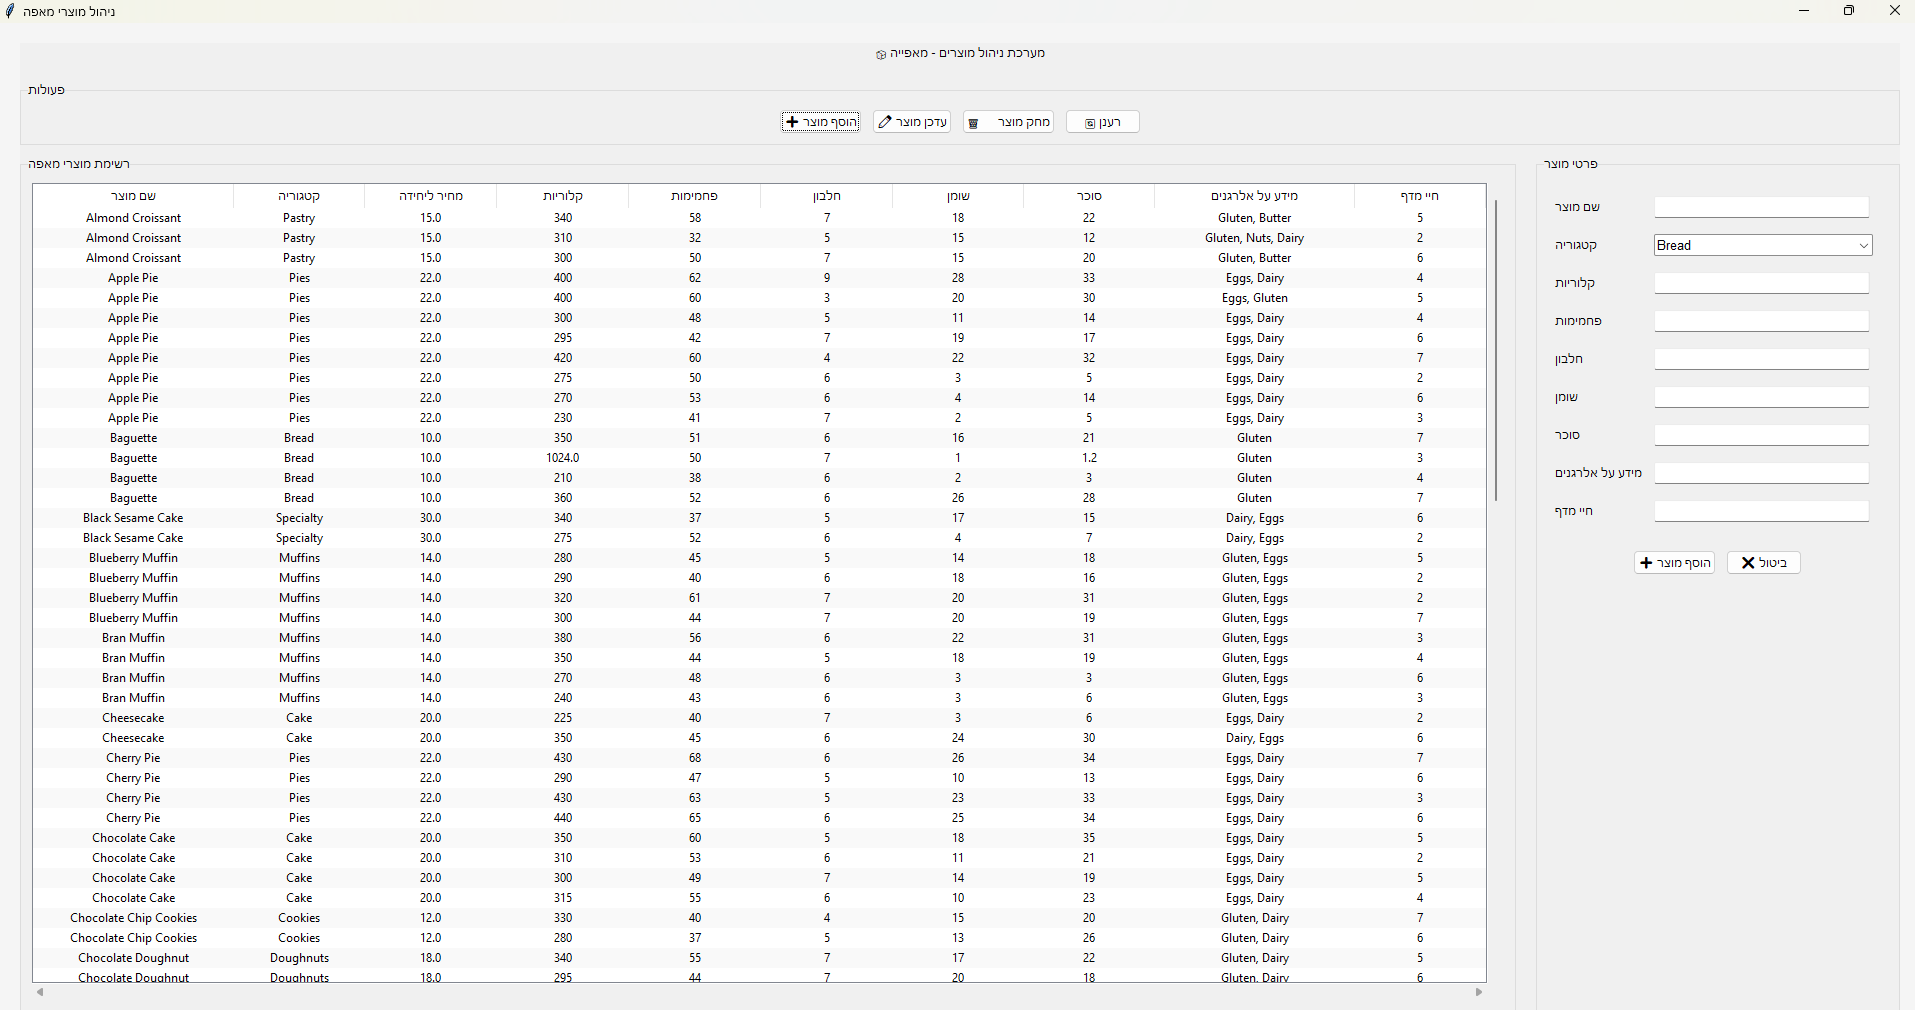 ניהול מוצרי מאפה
מערכת ניהול מוצרים - מאפייה
פעולות
הוסף מוצר
עדכן מוצר
מחק מוצר
רענן
רשימת מוצרי מאפה
שם מוצר קטגוריה מחיר ליחידה קלוריות פחמימות חלבון שומן סוכר מידע על אלרגנים חיי מדף
Almond Croissant Pastry 15.0 340 58 7 18 22 Gluten, Butter 5
Almond Croissant Pastry 15.0 310 32 5 15 12 Gluten, Nuts, Dairy 2
Almond Croissant Pastry 15.0 300 50 7 15 20 Gluten, Butter 6
Apple Pie Pies 22.0 400 62 9 28 33 Eggs, Dairy 4
Apple Pie Pies 22.0 400 60 3 20 30 Eggs, Gluten 5
Apple Pie Pies 22.0 300 48 5 11 14 Eggs, Dairy 4
Apple Pie Pies 22.0 295 42 7 19 17 Eggs, Dairy 6
Apple Pie Pies 22.0 420 60 4 22 32 Eggs, Dairy 7
Apple Pie Pies 22.0 275 50 6 3 5 Eggs, Dairy 2
Apple Pie Pies 22.0 270 53 6 4 14 Eggs, Dairy 6
Apple Pie Pies 22.0 230 41 7 2 5 Eggs, Dairy 3
Baguette Bread 10.0 350 51 6 16 21 Gluten 7
Baguette Bread 10.0 1024.0 50 7 1 1.2 Gluten 3
Baguette Bread 10.0 210 38 6 2 3 Gluten 4
Baguette Bread 10.0 360 52 6 26 28 Gluten 7
Black Sesame Cake Specialty 30.0 340 37 5 17 15 Dairy, Eggs 6
Black Sesame Cake Specialty 30.0 275 52 6 4 7 Dairy, Eggs 2
Blueberry Muffin Muffins 14.0 280 45 5 14 18 Gluten, Eggs 5
Blueberry Muffin Muffins 14.0 290 40 6 18 16 Gluten, Eggs 2
Blueberry Muffin Muffins 14.0 320 61 7 20 31 Gluten, Eggs 2
Blueberry Muffin Muffins 14.0 300 44 7 20 19 Gluten, Eggs 7
Bran Muffin Muffins 14.0 380 56 6 22 31 Gluten, Eggs 3
Bran Muffin Muffins 14.0 350 44 5 18 19 Gluten, Eggs 4
Bran Muffin Muffins 14.0 270 48 6 3 3 Gluten, Eggs 6
Bran Muffin Muffins 14.0 240 43 6 3 6 Gluten, Eggs 3
Cheesecake Cake 20.0 225 40 7 3 6 Eggs, Dairy 2
Cheesecake Cake 20.0 350 45 6 24 30 Dairy, Eggs 6
Cherry Pie Pies 22.0 430 68 6 26 34 Eggs, Dairy 7
Cherry Pie Pies 22.0 290 47 5 10 13 Eggs, Dairy 6
Cherry Pie Pies 22.0 430 63 5 23 33 Eggs, Dairy 3
Cherry Pie Pies 22.0 440 65 6 25 34 Eggs, Dairy 6
Chocolate Cake Cake 20.0 350 60 5 18 35 Eggs, Dairy 5
Chocolate Cake Cake 20.0 310 53 6 11 21 Eggs, Dairy 2
Chocolate Cake Cake 20.0 300 49 7 14 19 Eggs, Dairy 5
Chocolate Cake Cake 20.0 315 55 6 10 23 Eggs, Dairy 4
Chocolate Chip Cookies Cookies 12.0 330 40 4 15 20 Gluten, Dairy 7
Chocolate Chip Cookies Cookies 12.0 280 37 5 13 26 Gluten, Dairy 6
Chocolate Doughnut Doughnuts 18.0 340 55 7 17 22 Gluten, Dairy 5
Chocolate Doughnut Doughnuts 18.0 295 44 7 20 18 Gluten, Dairy 6
פרטי מוצר
שם מוצר
קטגוריה Bread
קלוריות
פחמימות
חלבון
שומן
סוכר
מידע על אלרגנים
חיי מדף
הוסף מוצר
ביטול